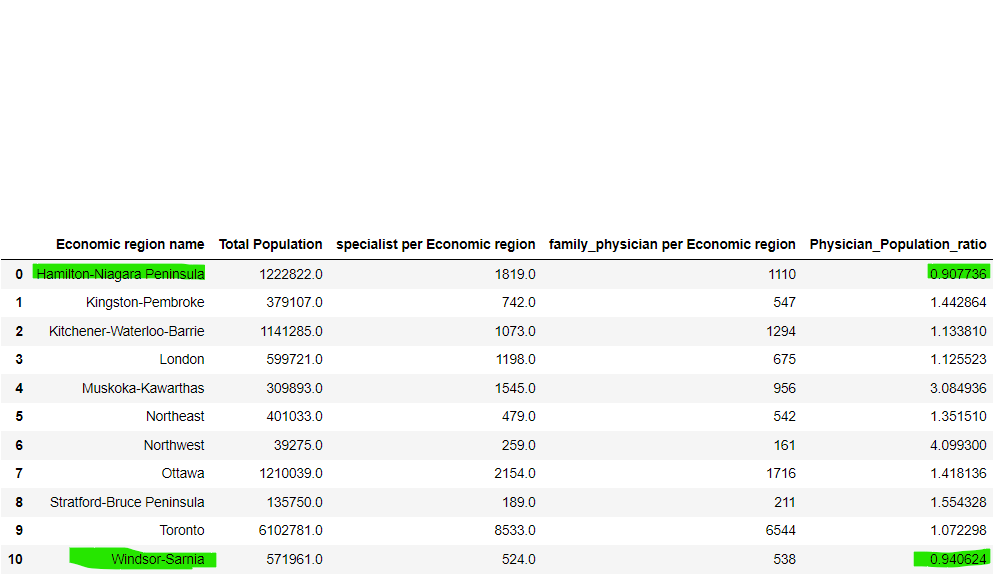 Economic region name Total Population specialist per Economic region family_physician per Economic region Physician_Population_ratio
0 Hamilton-Niagara Peninsula 1222822.0 1819.0 1110 0.907736
1 Kingston-Pembroke 379107.0 742.0 547 1.442864
2 Kitchener-Waterloo-Barrie 1141285.0 1073.0 1294 1.133810
3 London 599721.0 1198.0 675 1.125523
4 Muskoka-Kawarthas 309893.0 1545.0 956 3.084936
5 Northeast 401033.0 479.0 542 1.351510
6 Northwest 39275.0 259.0 161 4.099300
7 Ottawa 1210039.0 2154.0 1716 1.418136
8 Stratford-Bruce Peninsula 135750.0 189.0 211 1.554328
9 Toronto 6102781.0 8533.0 6544 1.072298
10 Windsor-Sarnia 571961.0 524.0 538 0.940624